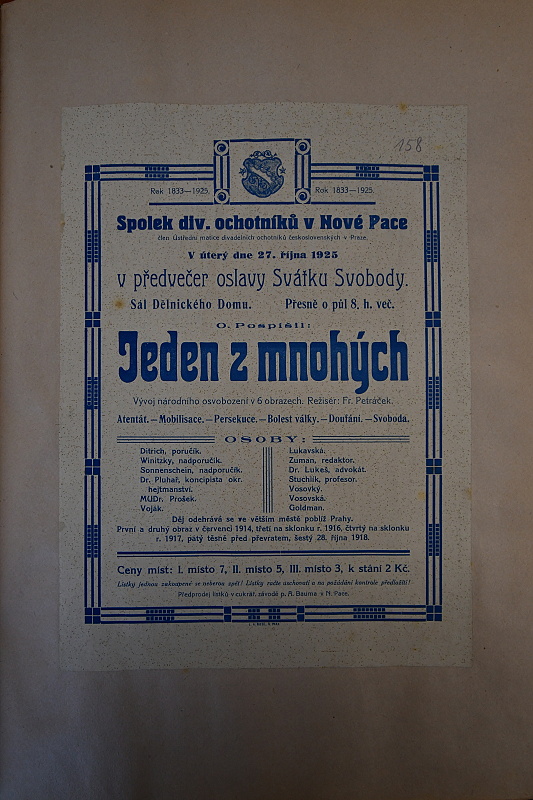 158
Rok 1833—1925.
Rok 1833—1925.
Spolek div. ochotníků v Nové Pace
člen Ústřední matice divadelních ochotníků československých v Praze.
V úterý dne 27. října 1925
v předvečer oslavy Svátku Svobody.
Sál Dělnického Domu. Přesně o půl 8. h. več.
O. Pospíšil:
Jeden z mnohých
Vývoj národního osvobození v 6 obrazech. Režisér: Fr. Petráček.
Atentát. — Mobilisace. — Persekuce. — Bolest války. — Doufání. — Svoboda.
OSOBY:
Ditrich, poručík.
Winitzky, nadporučík.
Sonnenschein, nadporučík.
Dr. Pluhař, koncipista okr.
hejtmanství.
MUDr. Prošek.
Voják.
Lukavská.
Zuman, redaktor.
Dr. Lukeš, advokát.
Stuchlík, profesor.
Vosovký.
Vosovská.
Goldman.
Děj odehrává se ve větším městě poblíž Prahy.
První a druhý obraz v červenci 1914, třetí na sklonku r. 1916, čtvrtý na sklonku
r. 1917, pátý těsně před převratem, šestý 28. října 1918.
Ceny míst: I. místo 7, II. místo 5, III. místo 3, k stání 2 Kč.
Lístky jednou zakoupené se neberou zpět! Lístky račte uschovati a na požádání kontrole předložiti!
Předprodej lístků v cukrář. závodě p. R. Bauma v N. Pace.